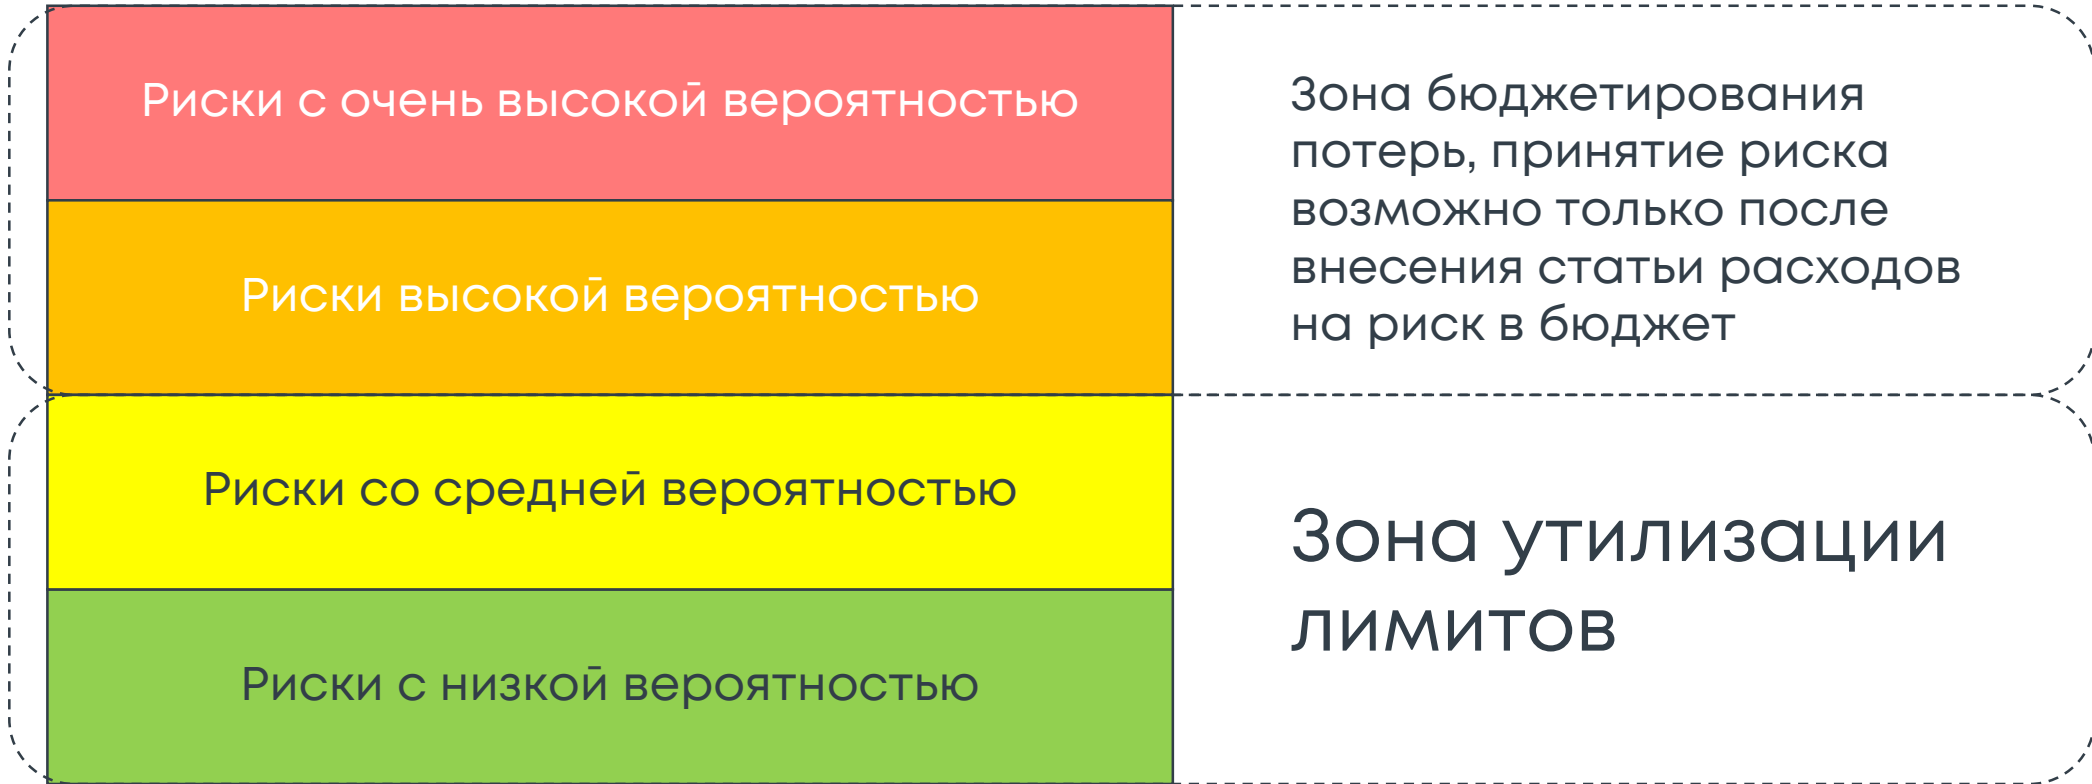 Риски с очень высокой вероятностью
Риски высокой вероятностью
Риски со средней вероятностью
Риски с низкой вероятностью
Зона бюджетирования
потерь, принятие риска
возможно только после
внесения статьи расходов
на риск в бюджет
Зона утилизации
лимитов